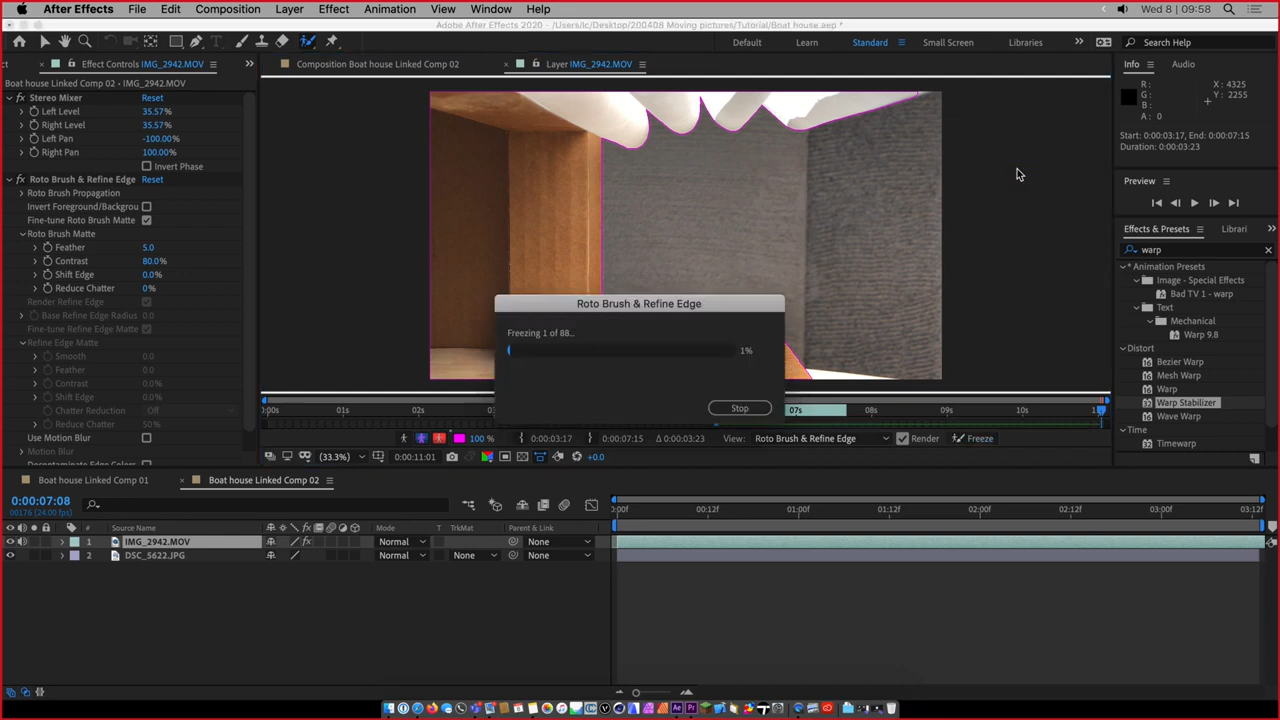 After Effects File Edit Composition Layer Effect Animation View Window Help Wed 8 09:58
Adobe After Effects 2020 - /Users/lc/Desktop/200408 Moving pictures/Tutorial/Boat house.aep *
Default Learn Standard Small Screen Libraries Search Help
Effect Controls IMG_2942.MOV Composition Boat house Linked Comp 02 Layer IMG_2942.MOV Info Audio
Boat house Linked Comp 02 • IMG_2942.MOV
Stereo Mixer Reset
Left Level 35.57%
Right Level 35.57%
Left Pan -100.00%
Right Pan 100.00%
Invert Phase
Roto Brush & Refine Edge Reset
Roto Brush Propagation
Invert Foreground/Backgrou
Fine-tune Roto Brush Matte
Roto Brush Matte
Feather 5.0
Contrast 80.0%
Shift Edge 0.0%
Reduce Chatter 0%
Render Refine Edge
Base Refine Edge Radius 1.0
Fine-tune Refine Edge Matte
Refine Edge Matte
Smooth 0.0
Feather 0.0
Contrast 0.0%
Shift Edge 0.0%
Chatter Reduction Off
Reduce Chatter 50%
Use Motion Blur
Decontaminate Edge Colors
Roto Brush & Refine Edge
Freezing 1 of 88...
1%
Stop
R: X: 4325
G: Y: 2255
B:
A: 0
Start: 0:00:03:17, End: 0:00:07:15
Duration: 0:00:03:23
Preview
Effects & Presets Librari
warp
* Animation Presets
Image - Special Effects
Bad TV 1 - warp
Text
Mechanical
Warp 9.8
Distort
Bezier Warp
Mesh Warp
Warp
Warp Stabilizer
Wave Warp
Time
Timewarp
0:00s 01s 02s 07s 08s 09s 10s
100 % 0:00:03:17 0:00:07:15 Δ 0:00:03:23 View: Roto Brush & Refine Edge Render Freeze
(33.3%) 0:00:11:01 +0.0
Boat house Linked Comp 01 Boat house Linked Comp 02
0:00:07:08
00176 (24.00 fps)
:00f 00:12f 01:00f 01:12f 02:00f 02:12f 03:00f 03:12f
# Source Name Mode T TrkMat Parent & Link
1 IMG_2942.MOV Normal None
2 DSC_5622.JPG Normal None None